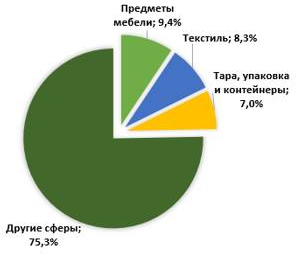 Предметы
мебели; 9,4%
Текстиль; 8,3%
Тара, упаковка
и контейнеры;
7,0%
Другие сферы;
75,3%